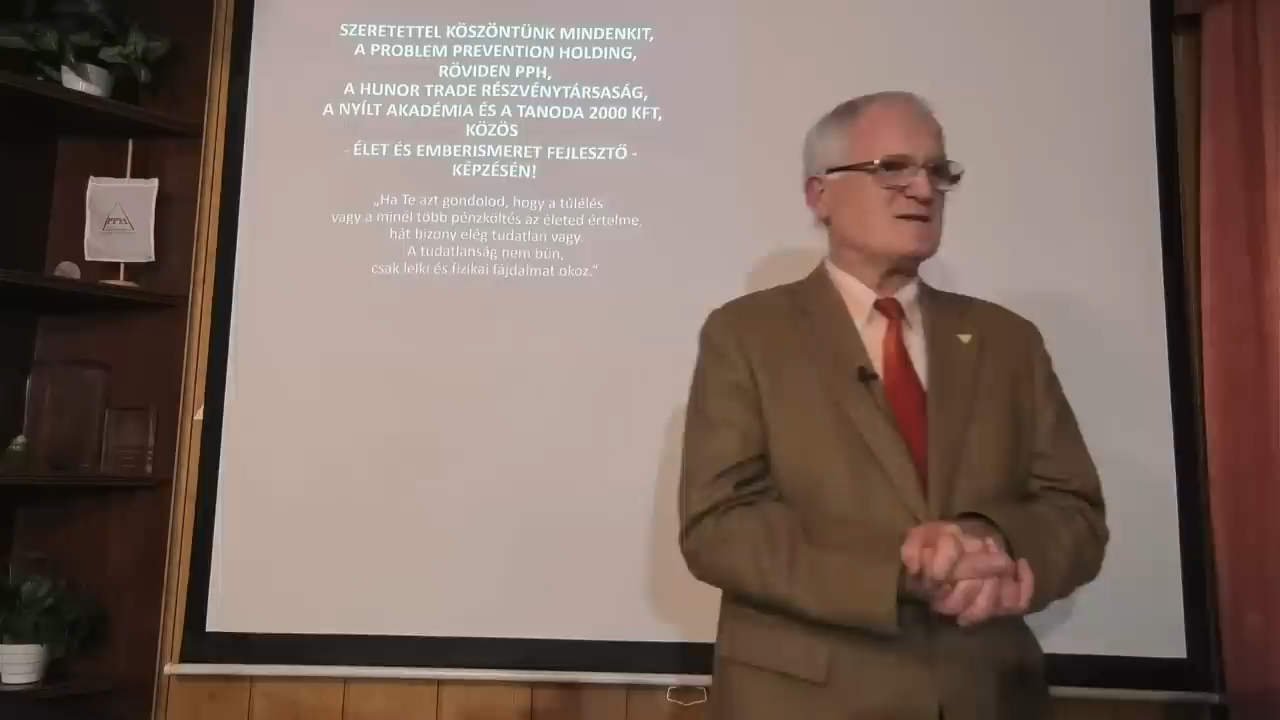 SZERETETTEL KÖSZÖNTÜNK MINDENKIT,
A PROBLEM PREVENTION HOLDING,
RÖVIDEN PPH,
A HUNOR TRADE RÉSZVÉNYTÁRSASÁG,
A NYÍLT AKADÉMIA ÉS A TANODA 2000 KFT,
KÖZÖS
- ÉLET ÉS EMBERISMERET FEJLESZTŐ -
KÉPZÉSÉN!
„Ha Te azt gondolod, hogy a túlélés
vagy a minél több pénzköltés az életed értelme,
hát bizony elég tudatlan vagy.
A tudatlanság nem bűn,
csak lelki és fizikai fájdalmat okoz.”